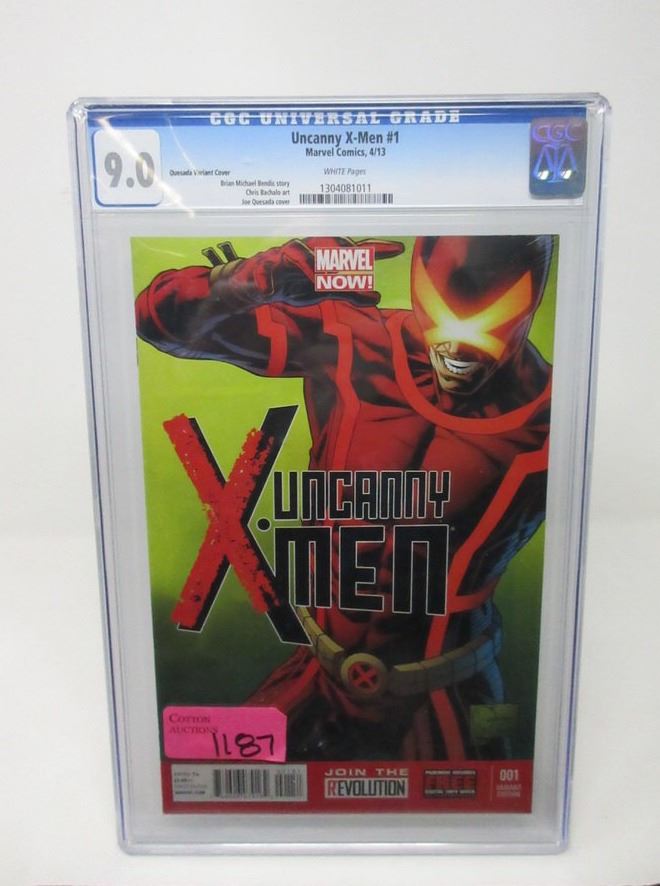 CGC UNIVERSAL GRADE
9.0
Uncanny X-Men #1
Marvel Comics, 4/13
CGC
Quesada Variant Cover
WHITE Pages
Brian Michael Bendis story
Chris Bachalo art
Joe Quesada cover
1304081011
MARVEL
NOW!
UNCANNY
X-MEN
COTTON
AUCTIONS
1187
JOIN THE
REVOLUTION
001
VARIANT
EDITION